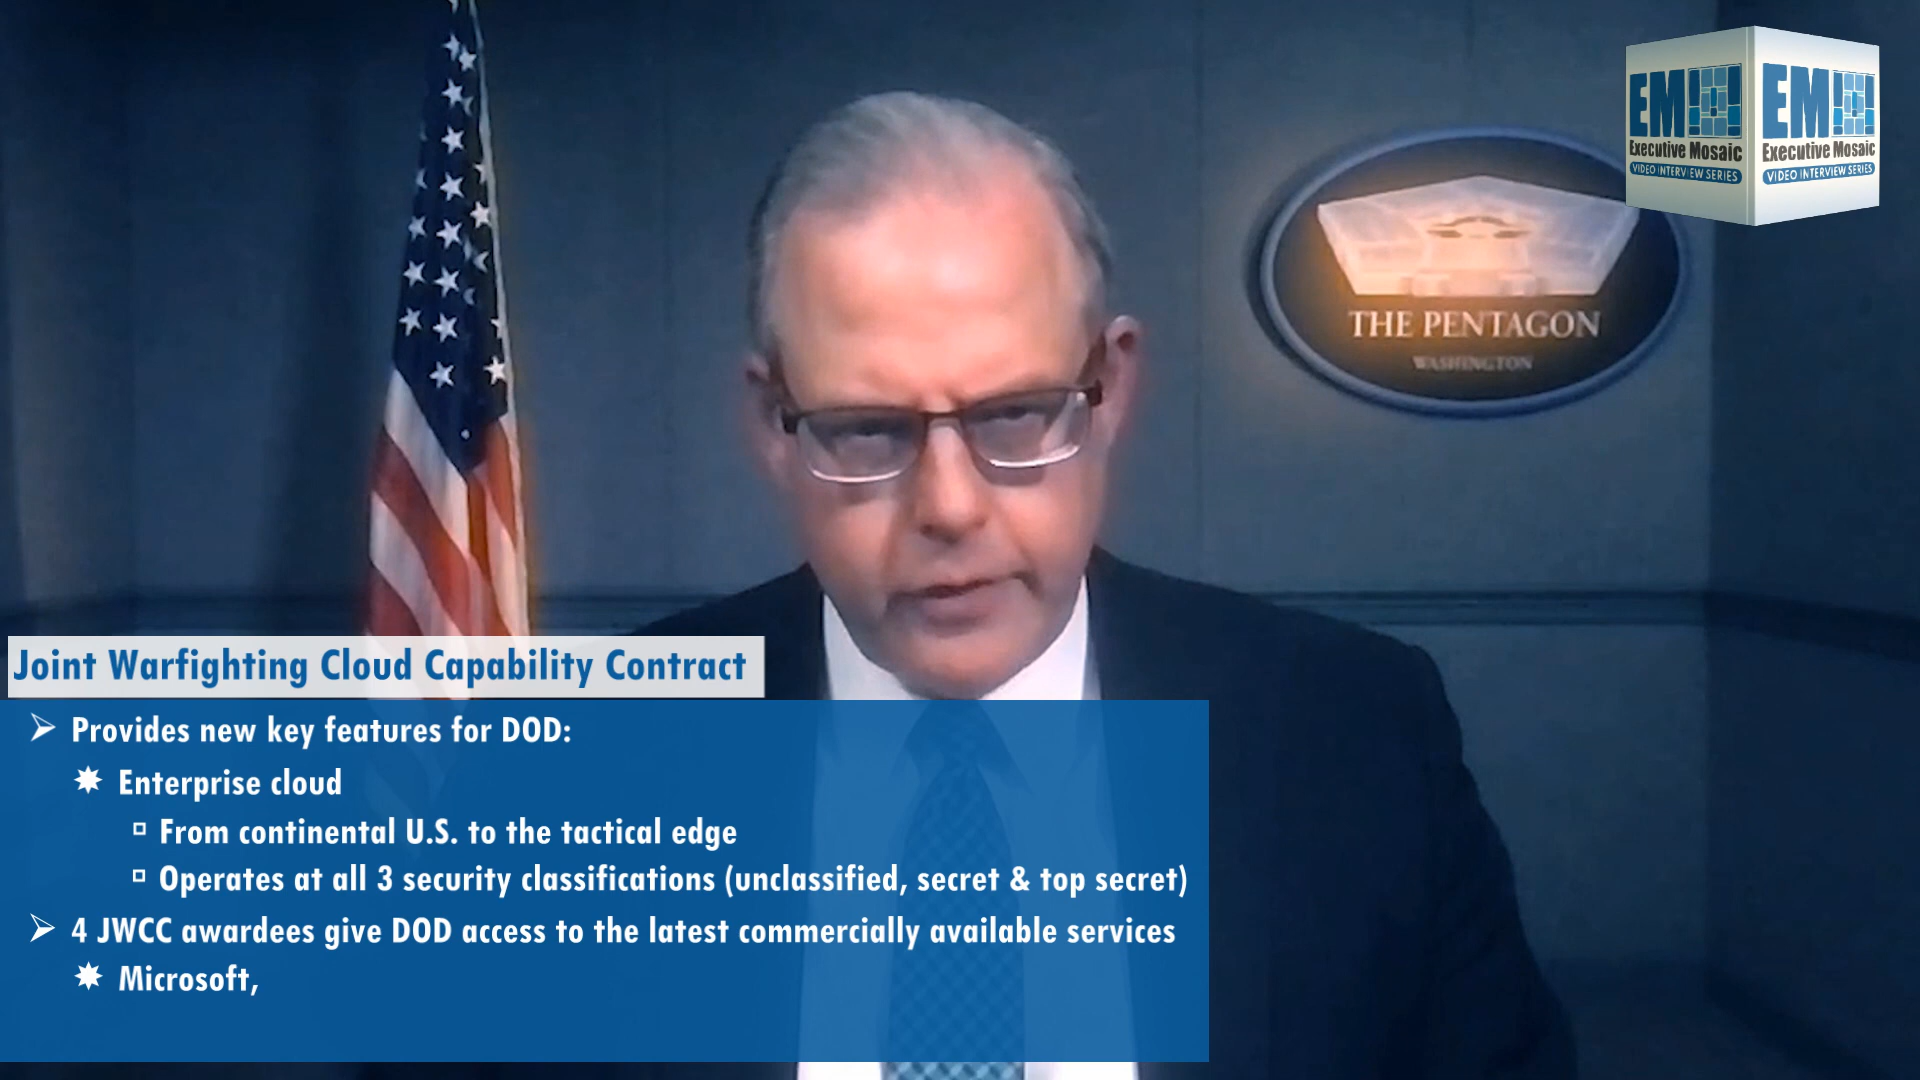 EM
Executive Mosaic
VIDEO INTERVIEW SERIES
EM
Executive Mosaic
VIDEO INTERVIEW SERIES
THE PENTAGON
WASHINGTON
Joint Warfighting Cloud Capability Contract
Provides new key features for DOD:
Enterprise cloud
From continental U.S. to the tactical edge
Operates at all 3 security classifications (unclassified, secret & top secret)
4 JWCC awardees give DOD access to the latest commercially available services
Microsoft,